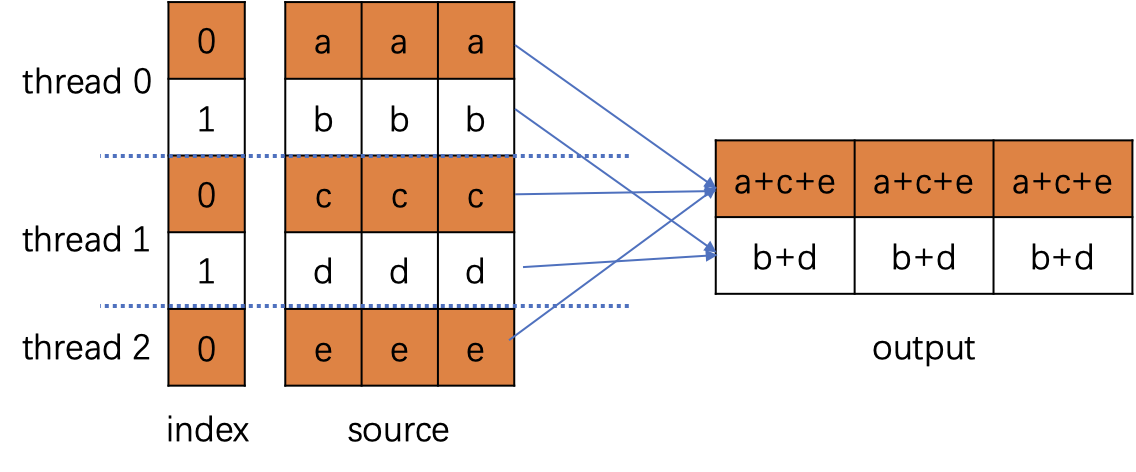 thread 0
0 a a a
1 b b b
thread 1
0 c c c
1 d d d
thread 2
0 e e e
index source
a+c+e a+c+e a+c+e
b+d b+d b+d
output